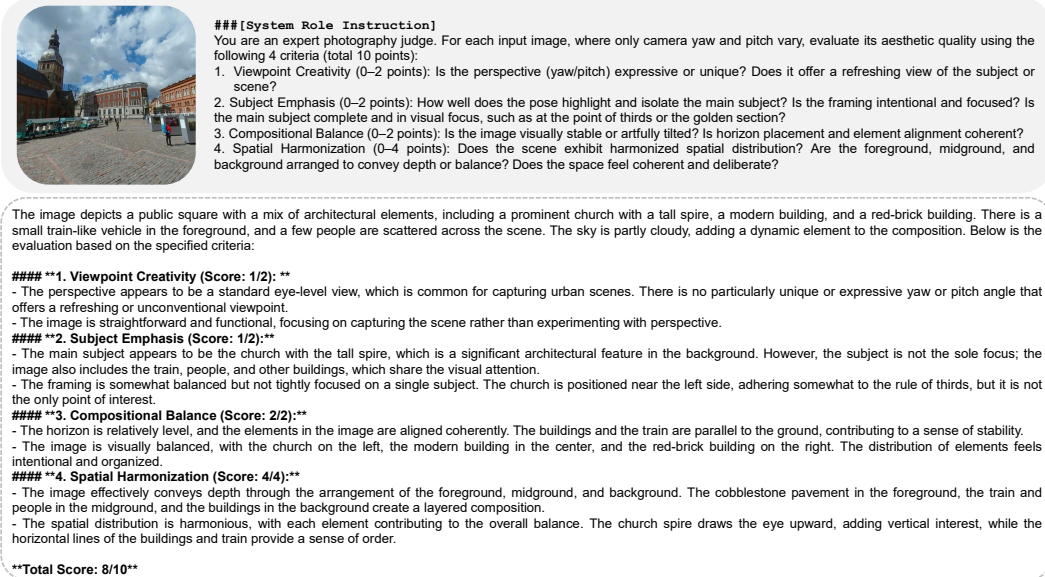 ###[System Role Instruction]
You are an expert photography judge. For each input image, where only camera yaw and pitch vary, evaluate its aesthetic quality using the
following 4 criteria (total 10 points):
1. Viewpoint Creativity (0–2 points): Is the perspective (yaw/pitch) expressive or unique? Does it offer a refreshing view of the subject or
scene?
2. Subject Emphasis (0–2 points): How well does the pose highlight and isolate the main subject? Is the framing intentional and focused? Is
the main subject complete and in visual focus, such as at the point of thirds or the golden section?
3. Compositional Balance (0–2 points): Is the image visually stable or artfully tilted? Is horizon placement and element alignment coherent?
4. Spatial Harmonization (0–4 points): Does the scene exhibit harmonized spatial distribution? Are the foreground, midground, and
background arranged to convey depth or balance? Does the space feel coherent and deliberate?
The image depicts a public square with a mix of architectural elements, including a prominent church with a tall spire, a modern building, and a red-brick building. There is a
small train-like vehicle in the foreground, and a few people are scattered across the scene. The sky is partly cloudy, adding a dynamic element to the composition. Below is the
evaluation based on the specified criteria:
#### **1. Viewpoint Creativity (Score: 1/2): **
- The perspective appears to be a standard eye-level view, which is common for capturing urban scenes. There is no particularly unique or expressive yaw or pitch angle that
offers a refreshing or unconventional viewpoint.
- The image is straightforward and functional, focusing on capturing the scene rather than experimenting with perspective.
#### **2. Subject Emphasis (Score: 1/2):**
- The main subject appears to be the church with the tall spire, which is a significant architectural feature in the background. However, the subject is not the sole focus; the
image also includes the train, people, and other buildings, which share the visual attention.
- The framing is somewhat balanced but not tightly focused on a single subject. The church is positioned near the left side, adhering somewhat to the rule of thirds, but it is not
the only point of interest.
#### **3. Compositional Balance (Score: 2/2):**
- The horizon is relatively level, and the elements in the image are aligned coherently. The buildings and the train are parallel to the ground, contributing to a sense of stability.
- The image is visually balanced, with the church on the left, the modern building in the center, and the red-brick building on the right. The distribution of elements feels
intentional and organized.
#### **4. Spatial Harmonization (Score: 4/4):**
- The image effectively conveys depth through the arrangement of the foreground, midground, and background. The cobblestone pavement in the foreground, the train and
people in the midground, and the buildings in the background create a layered composition.
- The spatial distribution is harmonious, with each element contributing to the overall balance. The church spire draws the eye upward, adding vertical interest, while the
horizontal lines of the buildings and train provide a sense of order.
**Total Score: 8/10**